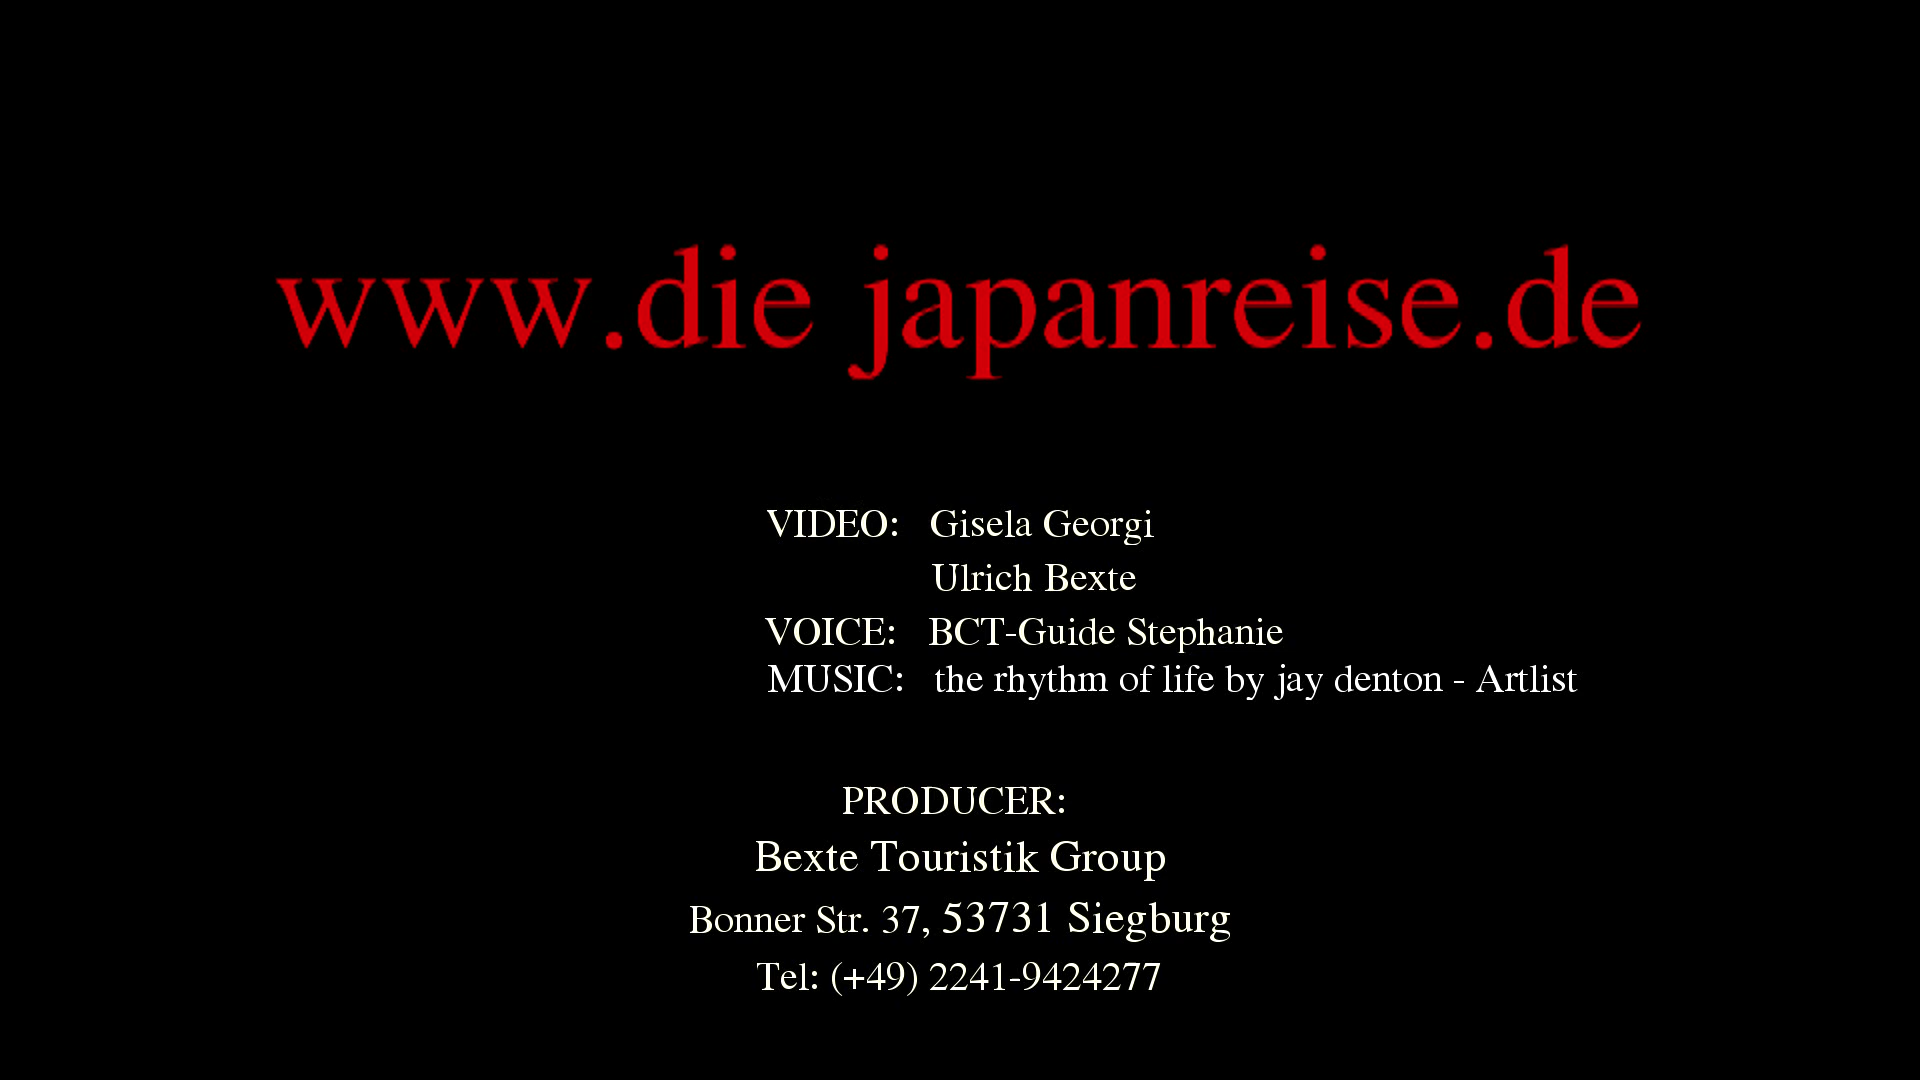 www.die japanreise.de
VIDEO: Gisela Georgi
Ulrich Bexte
VOICE: BCT-Guide Stephanie
MUSIC: the rhythm of life by jay denton - Artlist
PRODUCER:
Bexte Touristik Group
Bonner Str. 37, 53731 Siegburg
Tel: (+49) 2241-9424277